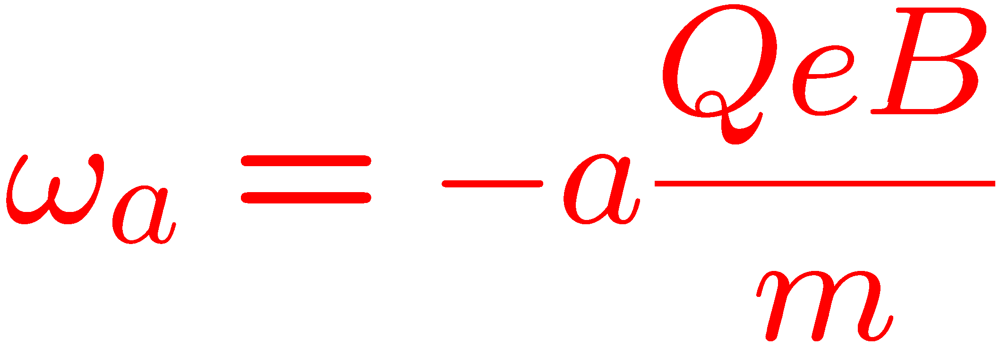 ω_a = −a \frac{QeB}{m}